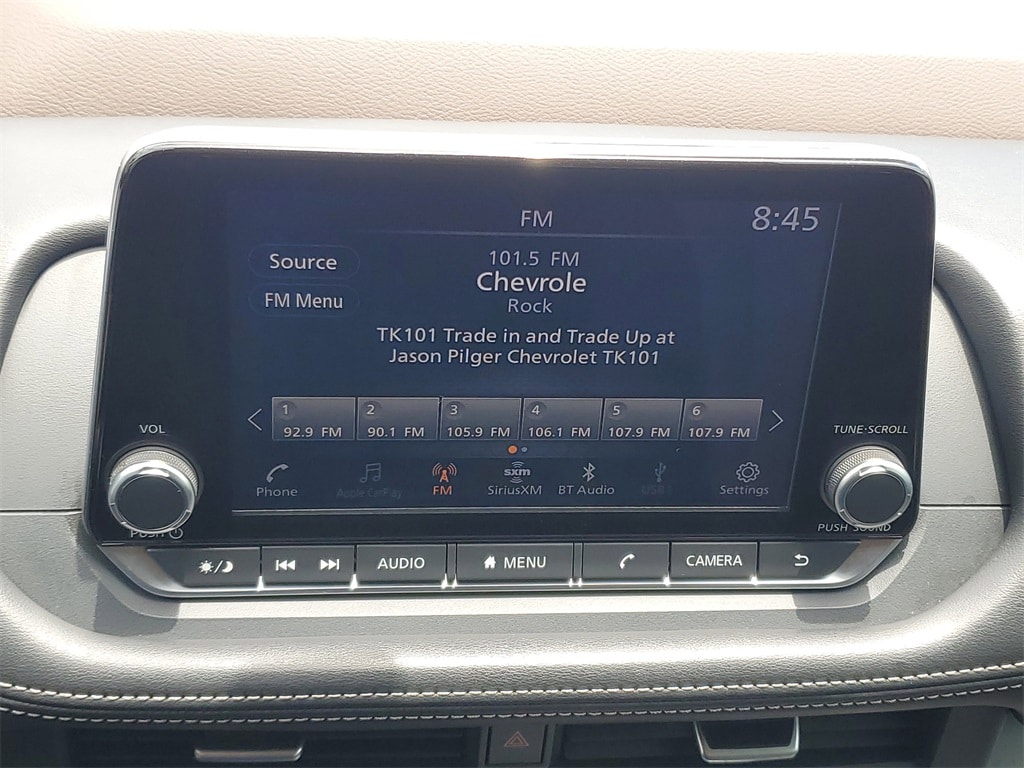 FM
8:45
Source
101.5 FM
Chevrole
FM Menu
Rock
TK101 Trade in and Trade Up at
Jason Pilger Chevrolet TK101
1 2 3 4 5 6
92.9 FM 90.1 FM 105.9 FM 106.1 FM 107.9 FM 107.9 FM
VOL
TUNE·SCROLL
sxm
Phone Apple CarPlay FM SiriusXM BT Audio USB1 Settings
PUSH
PUSH SOUND
AUDIO MENU CAMERA